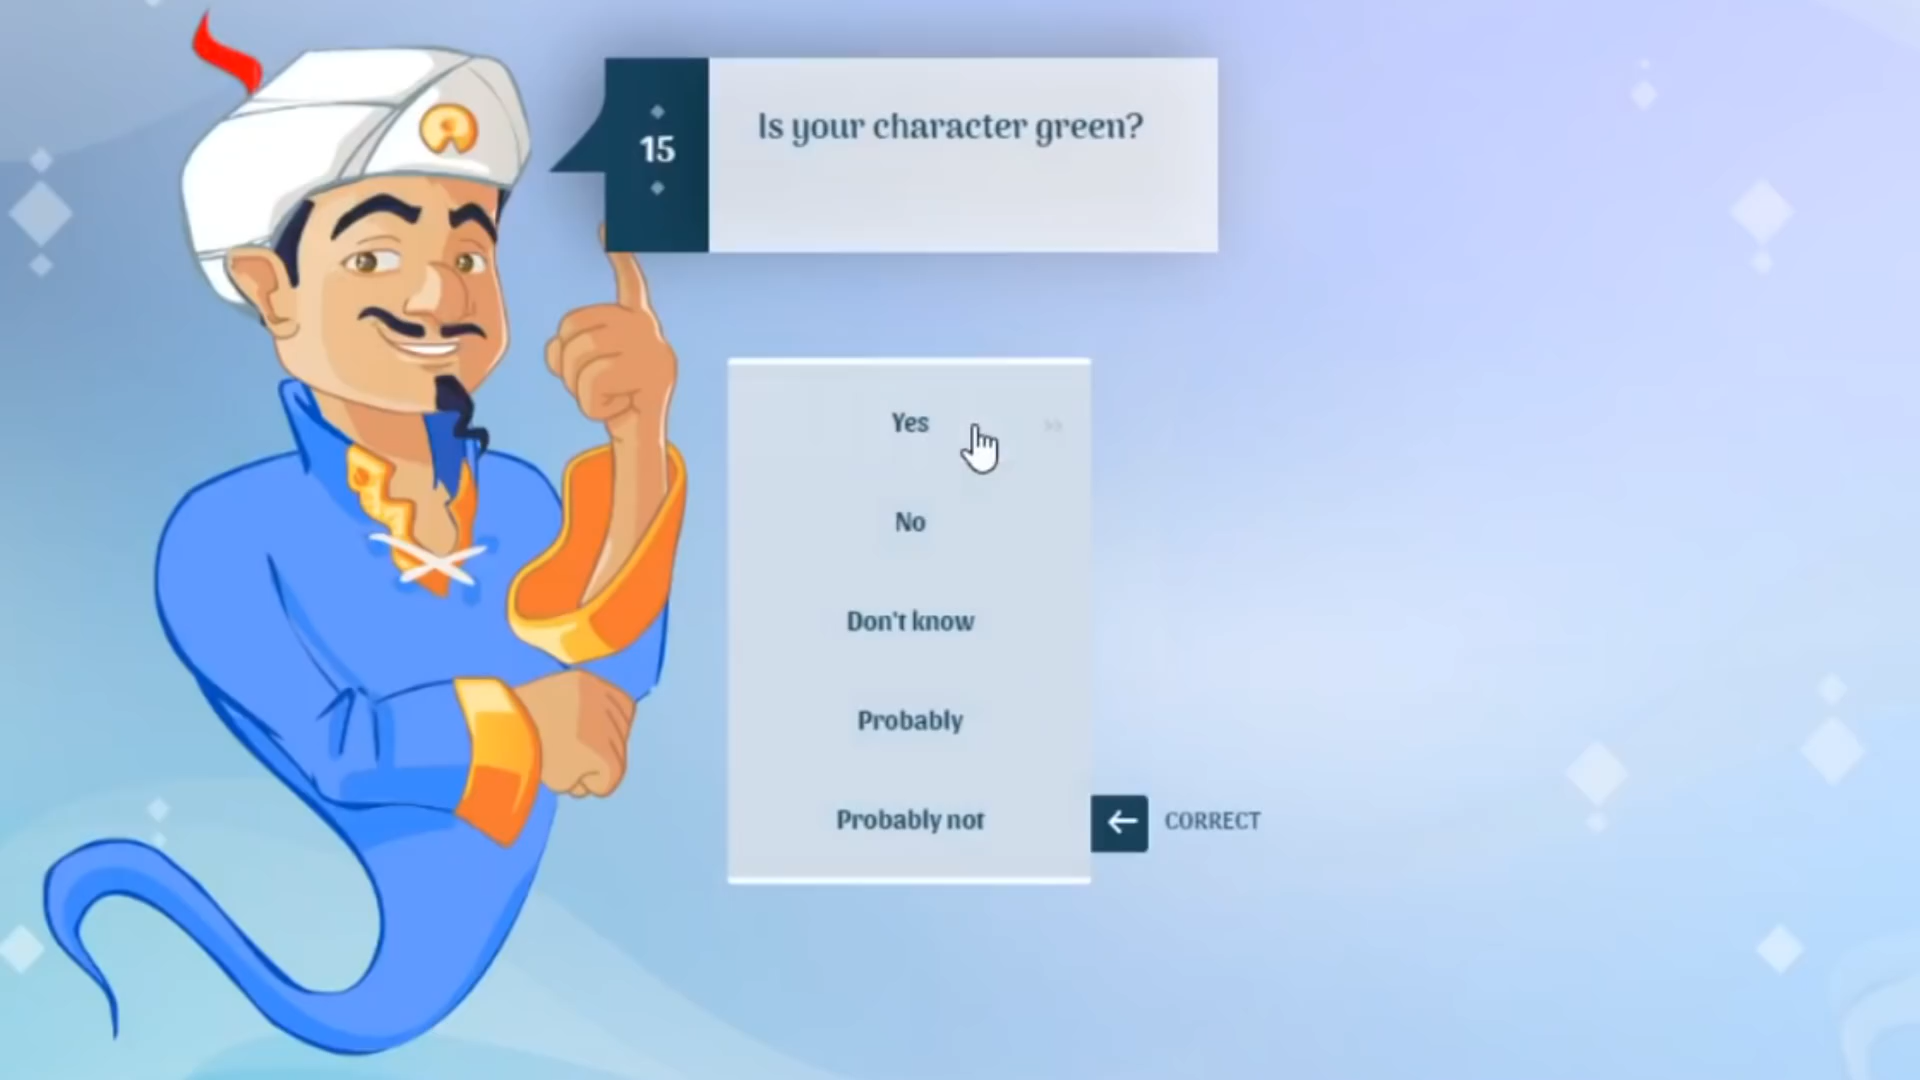 15
Is your character green?
Yes
No
Don't know
Probably
Probably not
CORRECT